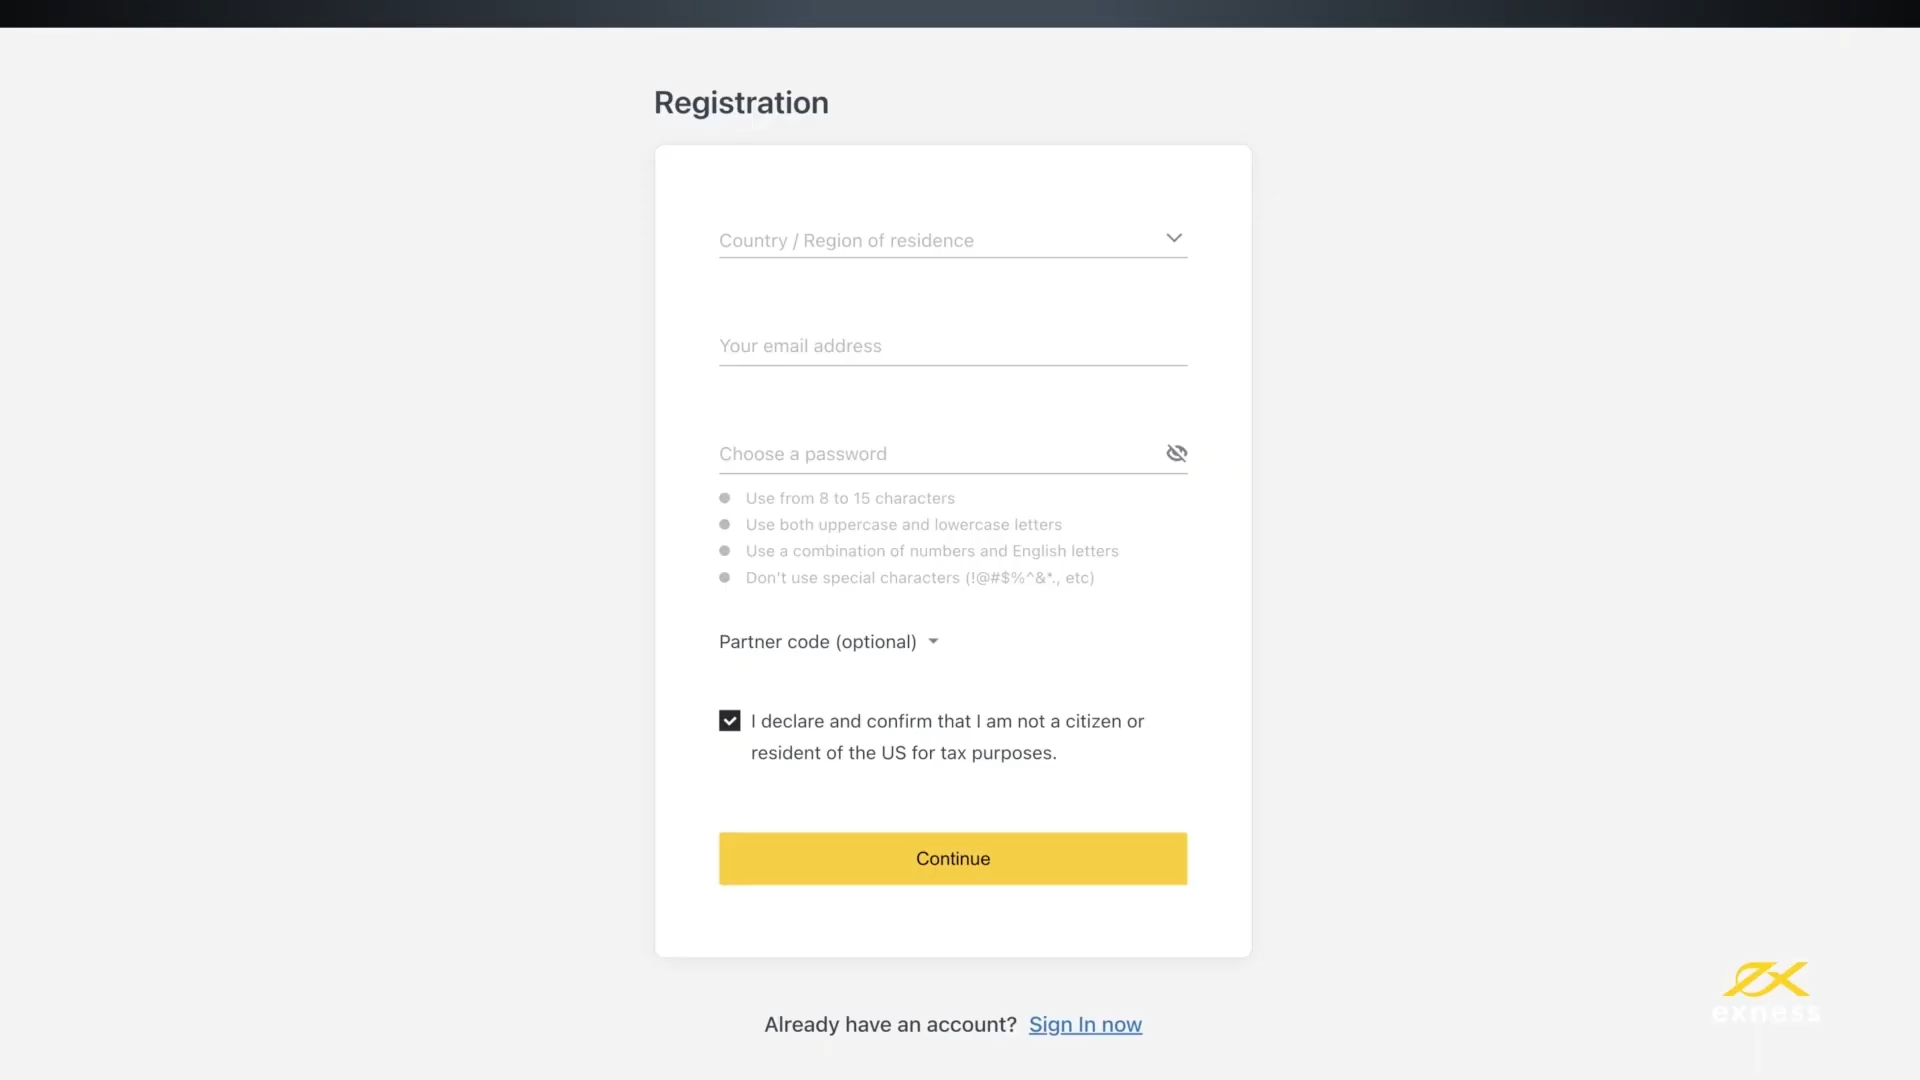 Registration
Country / Region of residence
Your email address
Choose a password
Use from 8 to 15 characters
Use both uppercase and lowercase letters
Use a combination of numbers and English letters
Don't use special characters (!@#$%^&*., etc)
Partner code (optional)
I declare and confirm that I am not a citizen or
resident of the US for tax purposes.
Continue
Already have an account? Sign In now
exness